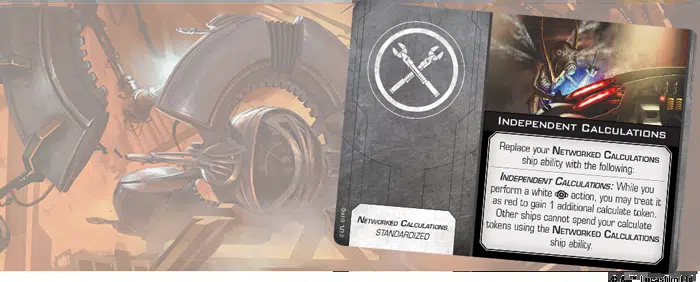 INDEPENDENT CALCULATIONS
Replace your NETWORKED CALCULATIONS
ship ability with the following:
INDEPENDENT CALCULATIONS: While you
perform a white action, you may treat it
as red to gain 1 additional calculate token.
Other ships cannot spend your calculate
tokens using the NETWORKED CALCULATIONS
ship ability.
NETWORKED CALCULATIONS,
STANDARDIZED